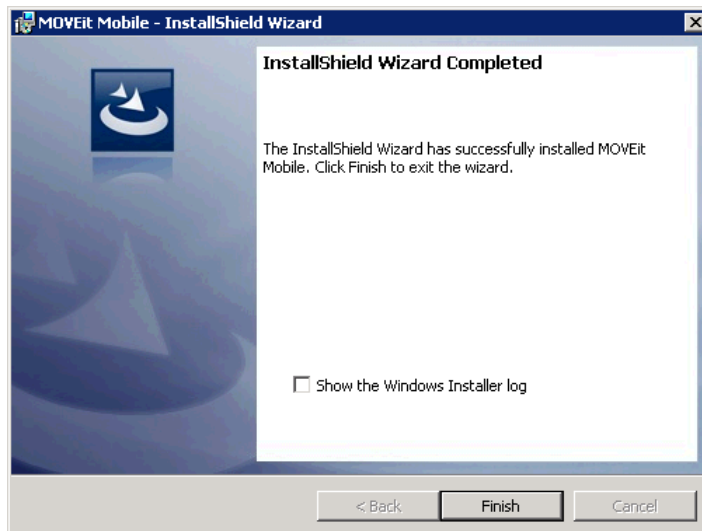 MOVEit Mobile - InstallShield Wizard
InstallShield Wizard Completed
The InstallShield Wizard has successfully installed MOVEit
Mobile. Click Finish to exit the wizard.
Show the Windows Installer log
< Back
Finish
Cancel